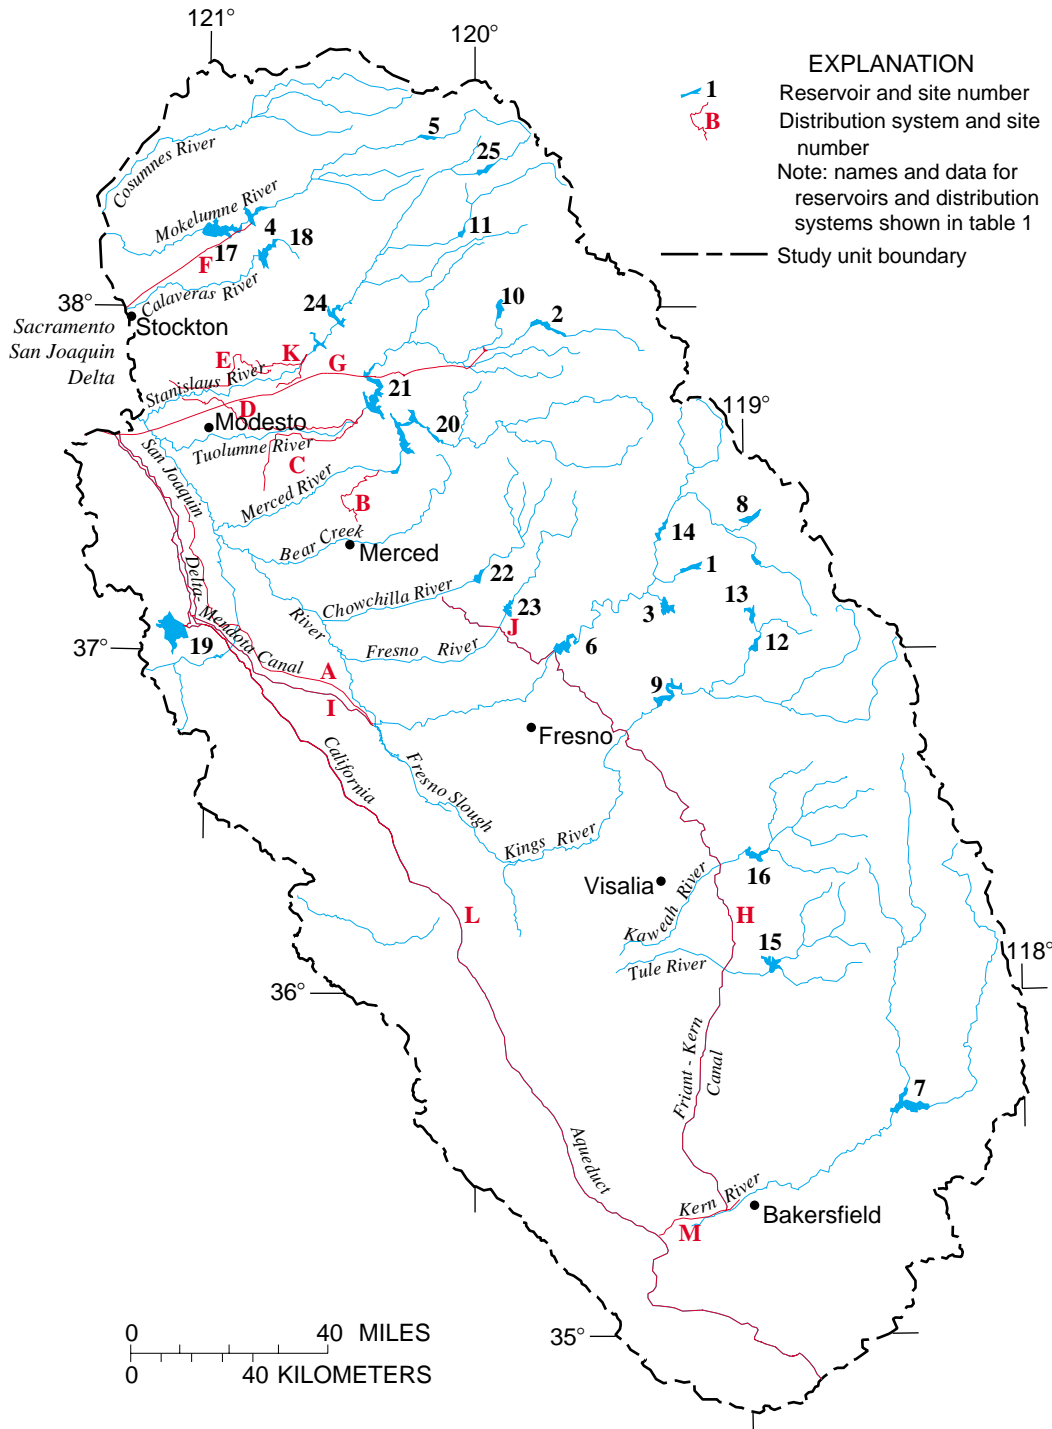 121°
120°
EXPLANATION
1
Reservoir and site number
B
Distribution system and site
number
Note: names and data for
reservoirs and distribution
systems shown in table 1
Study unit boundary
5
25
Cosumnes River
Mokelumne River
17
4
18
11
F
Calaveras River
38°
Stockton
Sacramento
San Joaquin
Delta
24
10
2
E
K
G
Stanislaus River
21
D
Modesto
20
119°
Tuolumne River
C
San Joaquin
River
Merced River
B
8
14
Bear Creek
Merced
1
22
Chowchilla River
3
13
23
Delta-
Mendota Canal
J
12
37°
19
Fresno River
6
A
9
I
Fresno
California
Aqueduct
Fresno Slough
Kings River
16
Visalia
Kaweah River
L
H
15
118°
Tule River
36°
Friant - Kern
Canal
7
Kern River
Bakersfield
M
0 40 MILES
0 40 KILOMETERS
35°